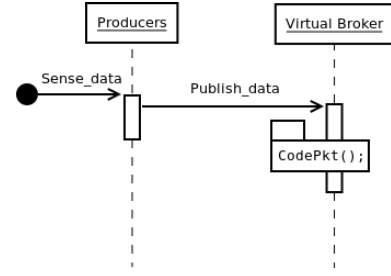 Producers
Virtual Broker
Sense_data
Publish_data
CodePkt();